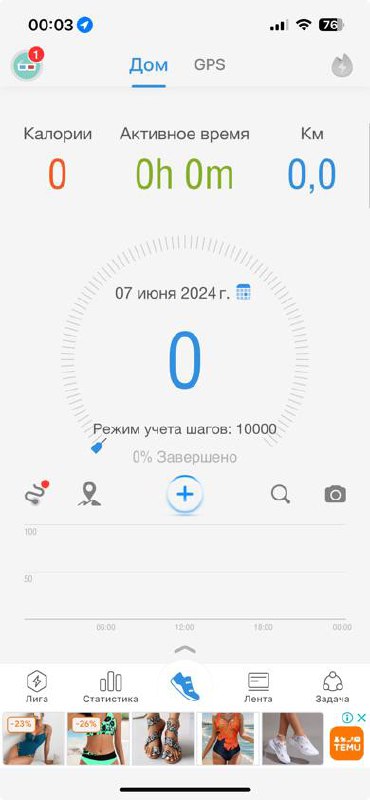 00:03
76
1
Дом
GPS
Калории
Активное время
Км
0
0h 0m
0,0
07 июня 2024 г.
0
Режим учета шагов: 10000
0% Завершено
100
50
06:00
12:00
18:00
00:00
Лига
Статистика
Лента
Задача
-23%
-26%
TEMU